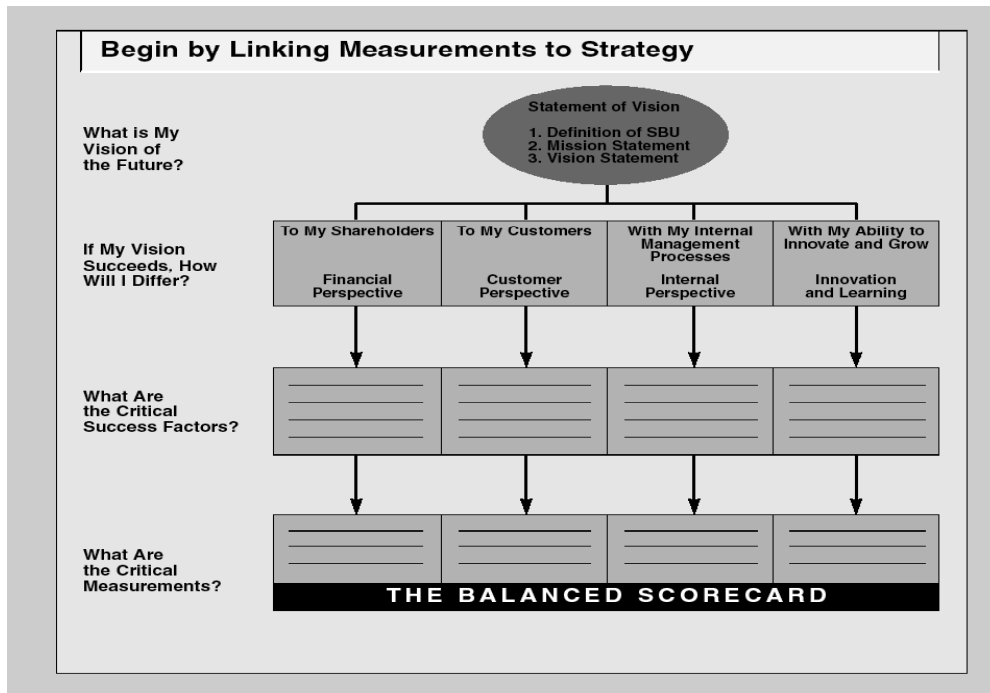 Begin by Linking Measurements to Strategy
What is My
Vision of
the Future?
Statement of Vision
1. Definition of SBU
2. Mission Statement
3. Vision Statement
If My Vision
Succeeds, How
Will I Differ?
To My Shareholders
Financial
Perspective
To My Customers
Customer
Perspective
With My Internal
Management
Processes
Internal
Perspective
With My Ability to
Innovate and Grow
Innovation
and Learning
What Are
the Critical
Success Factors?
What Are
the Critical
Measurements?
THE BALANCED SCORECARD